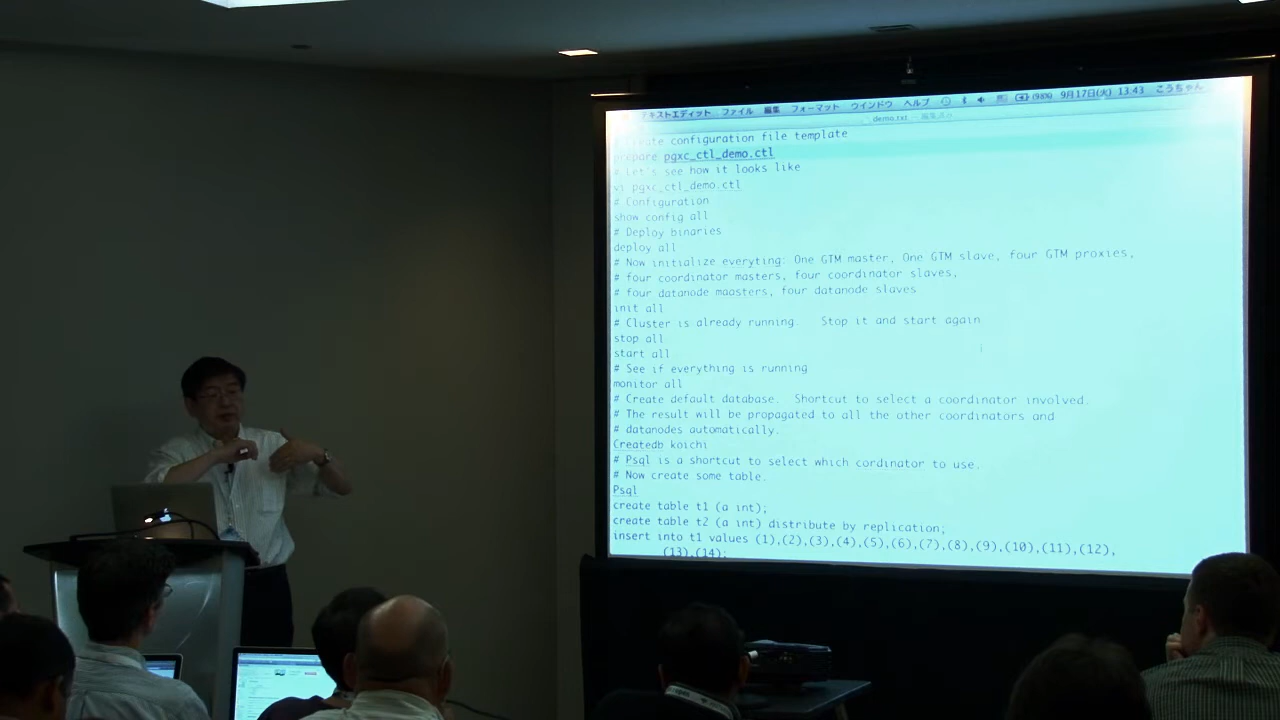 テキストエディット ファイル 編集 フォーマット ウインドウ ヘルプ (98%) 9月17日(火) 13:43 こうちゃん
demo.txt — 編集済み
configuration file template
prepare pgxc_ctl_demo.ctl
# Let's see how it looks like
vi pgxc_ctl_demo.ctl
# Configuration
show config all
# Deploy binaries
deploy all
# Now initialize everyting: One GTM master, One GTM slave, four GTM proxies,
# four coordinator masters, four coordinator slaves,
# four datanode maasters, four datanode slaves
init all
# Cluster is already running. Stop it and start again
stop all
start all
# See if everything is running
monitor all
# Create default database. Shortcut to select a coordinator involved.
# The result will be propagated to all the other coordinators and
# datanodes automatically.
Createdb koichi
# Psql is a shortcut to select which cordinator to use.
# Now create some table.
Psql
create table t1 (a int);
create table t2 (a int) distribute by replication;
insert into t1 values (1),(2),(3),(4),(5),(6),(7),(8),(9),(10),(11),(12),
(13),(14);